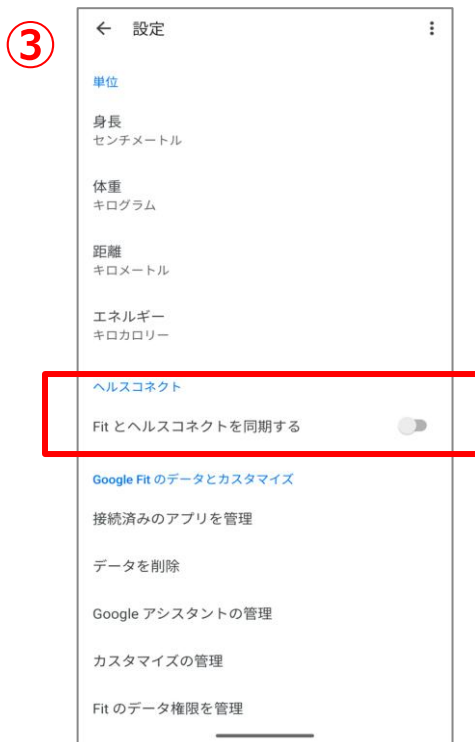 ③
← 設定
単位
身長
センチメートル
体重
キログラム
距離
キロメートル
エネルギー
キロカロリー
ヘルスコネクト
Fit とヘルスコネクトを同期する
Google Fit のデータとカスタマイズ
接続済みのアプリを管理
データを削除
Google アシスタントの管理
カスタマイズの管理
Fit のデータ権限を管理